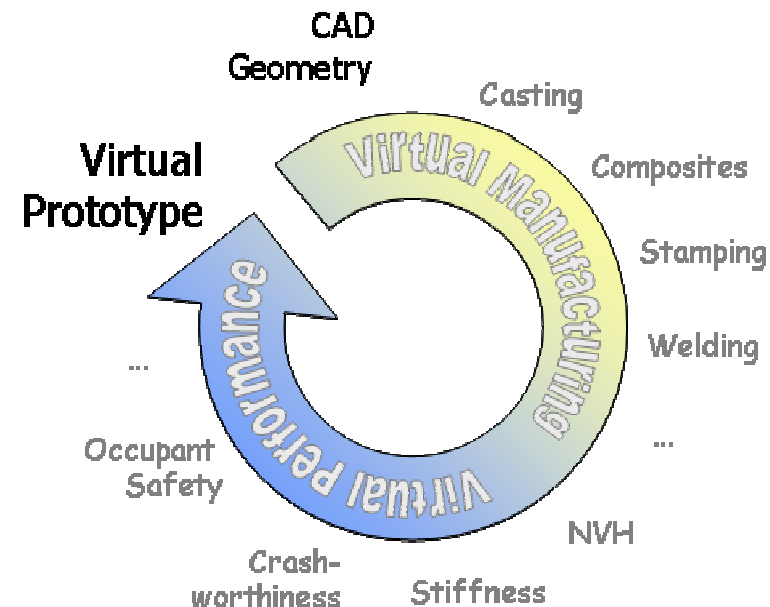 CAD
Geometry
Casting
Virtual Manufacturing
Composites
Virtual
Prototype
Stamping
Welding
Virtual Performance
...
...
Occupant
Safety
NVH
Crash-
worthiness
Stiffness